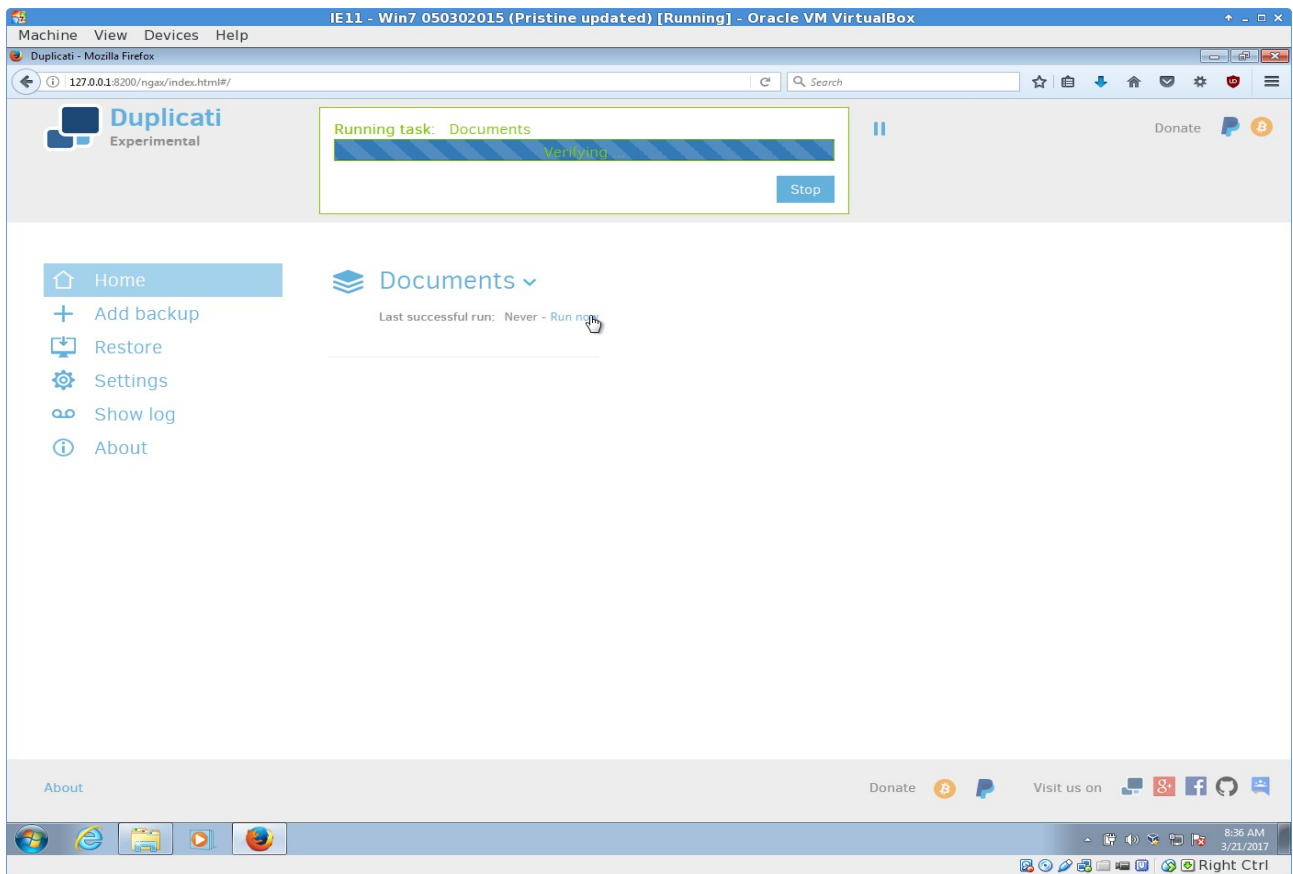 IE11 - Win7 050302015 (Pristine updated) [Running] - Oracle VM VirtualBox
Machine View Devices Help
Duplicati - Mozilla Firefox
127.0.0.1:8200/ngax/index.html#/
Search
Duplicati
Experimental
Running task: Documents
Verifying ...
Stop
Donate
Home
Add backup
Restore
Settings
Show log
About
Documents
Last successful run: Never - Run now
About
Donate
Visit us on
8:36 AM
3/21/2017
Right Ctrl